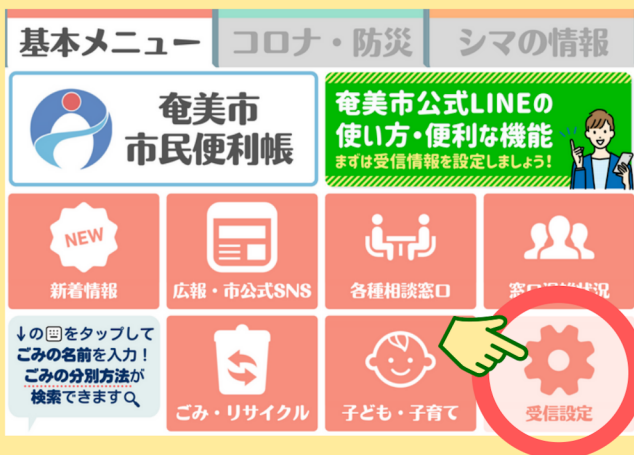 基本メニュー
コロナ・防災
シマの情報
奄美市
市民便利帳
奄美市公式LINEの
使い方・便利な機能
まずは受信情報を設定しましょう!
NEW
新着情報
広報・市公式SNS
各種相談窓口
窓口混雑状況
↓の⌨をタップして
ごみの名前を入力!
ごみの分別方法が
検索できます
ごみ・リサイクル
子ども・子育て
受信設定